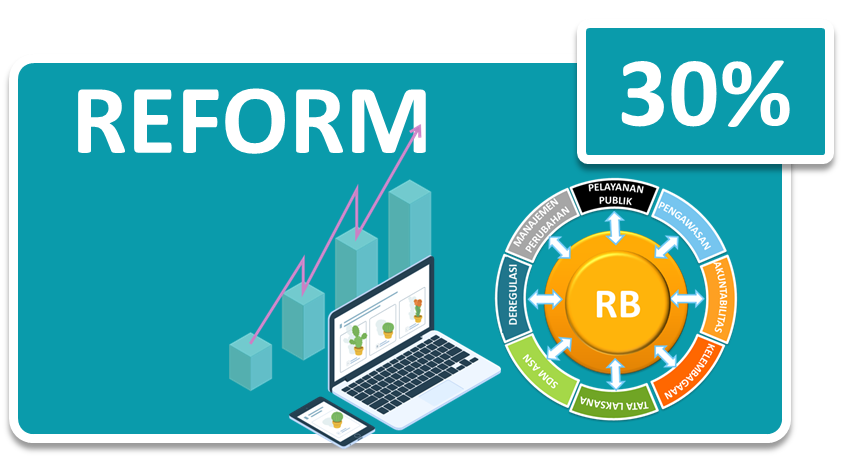 30%
REFORM
PELAYANAN
PUBLIK
PENGAWASAN
AKUNTABILITAS
KELEMBAGAAN
TATA LAKSANA
SDM ASN
DEREGULASI
MANAJEMEN
PERUBAHAN
RB